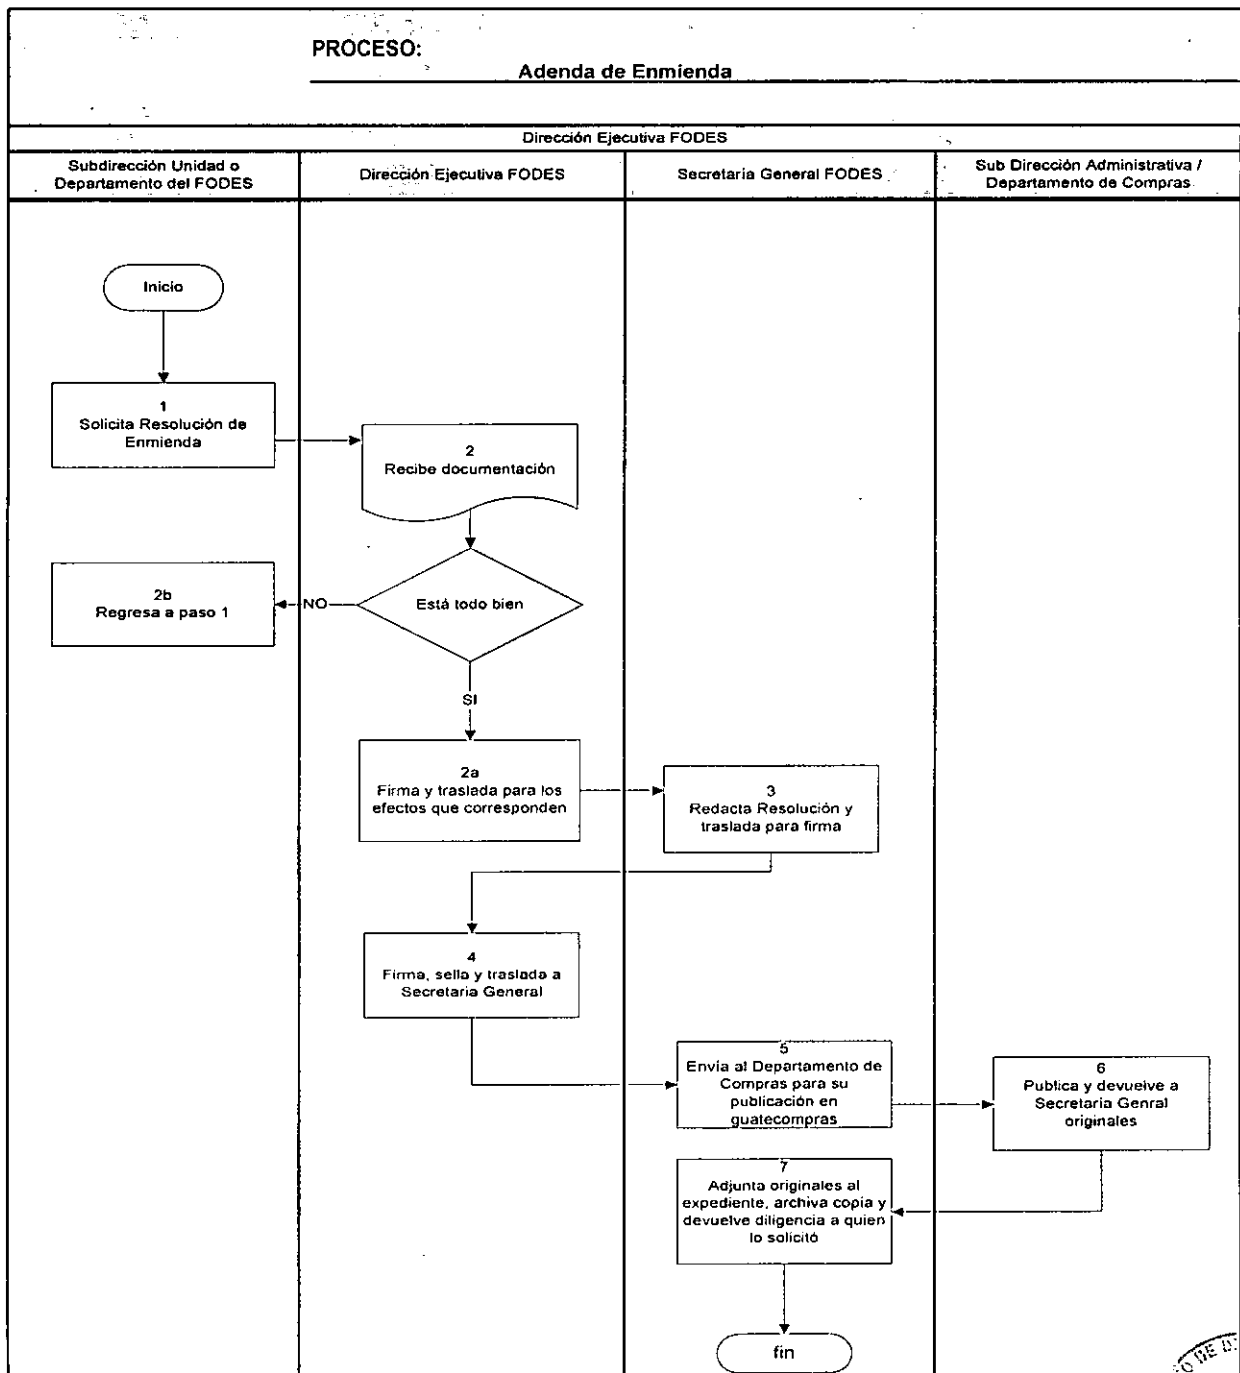 PROCESO:
Adenda de Enmienda
Dirección Ejecutiva FODES
Subdirección Unidad o
Departamento del FODES
Dirección Ejecutiva FODES
Secretaria General FODES
Sub Dirección Administrativa /
Departamento de Compras
Inicio
1
Solicita Resolución de
Enmienda
2
Recibe documentación
2b
Regresa a paso 1
NO
Está todo bien
SI
2a
Firma y traslada para los
efectos que corresponden
3
Redacta Resolución y
traslada para firma
4
Firma, sella y traslada a
Secretaria General
5
Envía al Departamento de
Compras para su
publicación en
guatecompras
6
Publica y devuelve a
Secretaria Genral
originales
7
Adjunta originales al
expediente, archiva copia y
devuelve diligencia a quien
lo solicitó
fin